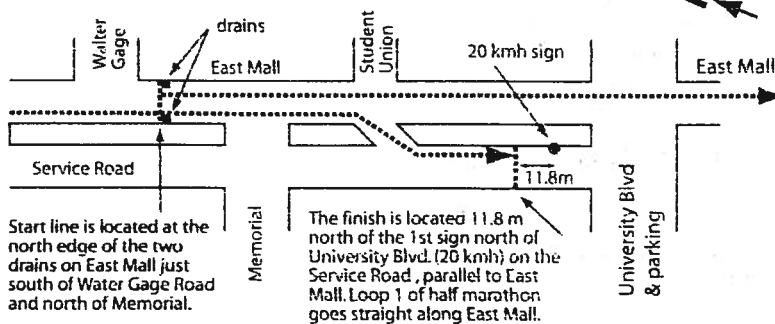 drains
Walter
Gage
East Mall
Student
Union
20 kmh sign
East Mall
Service Road
11.8m
Start line is located at the
north edge of the two
drains on East Mall just
south of Water Gage Road
and north of Memorial.
Memorial
The finish is located 11.8 m
north of the 1st sign north of
University Blvd. (20 kmh) on the
Service Road, parallel to East
Mall. Loop 1 of half marathon
goes straight along East Mall.
University Blvd
& parking